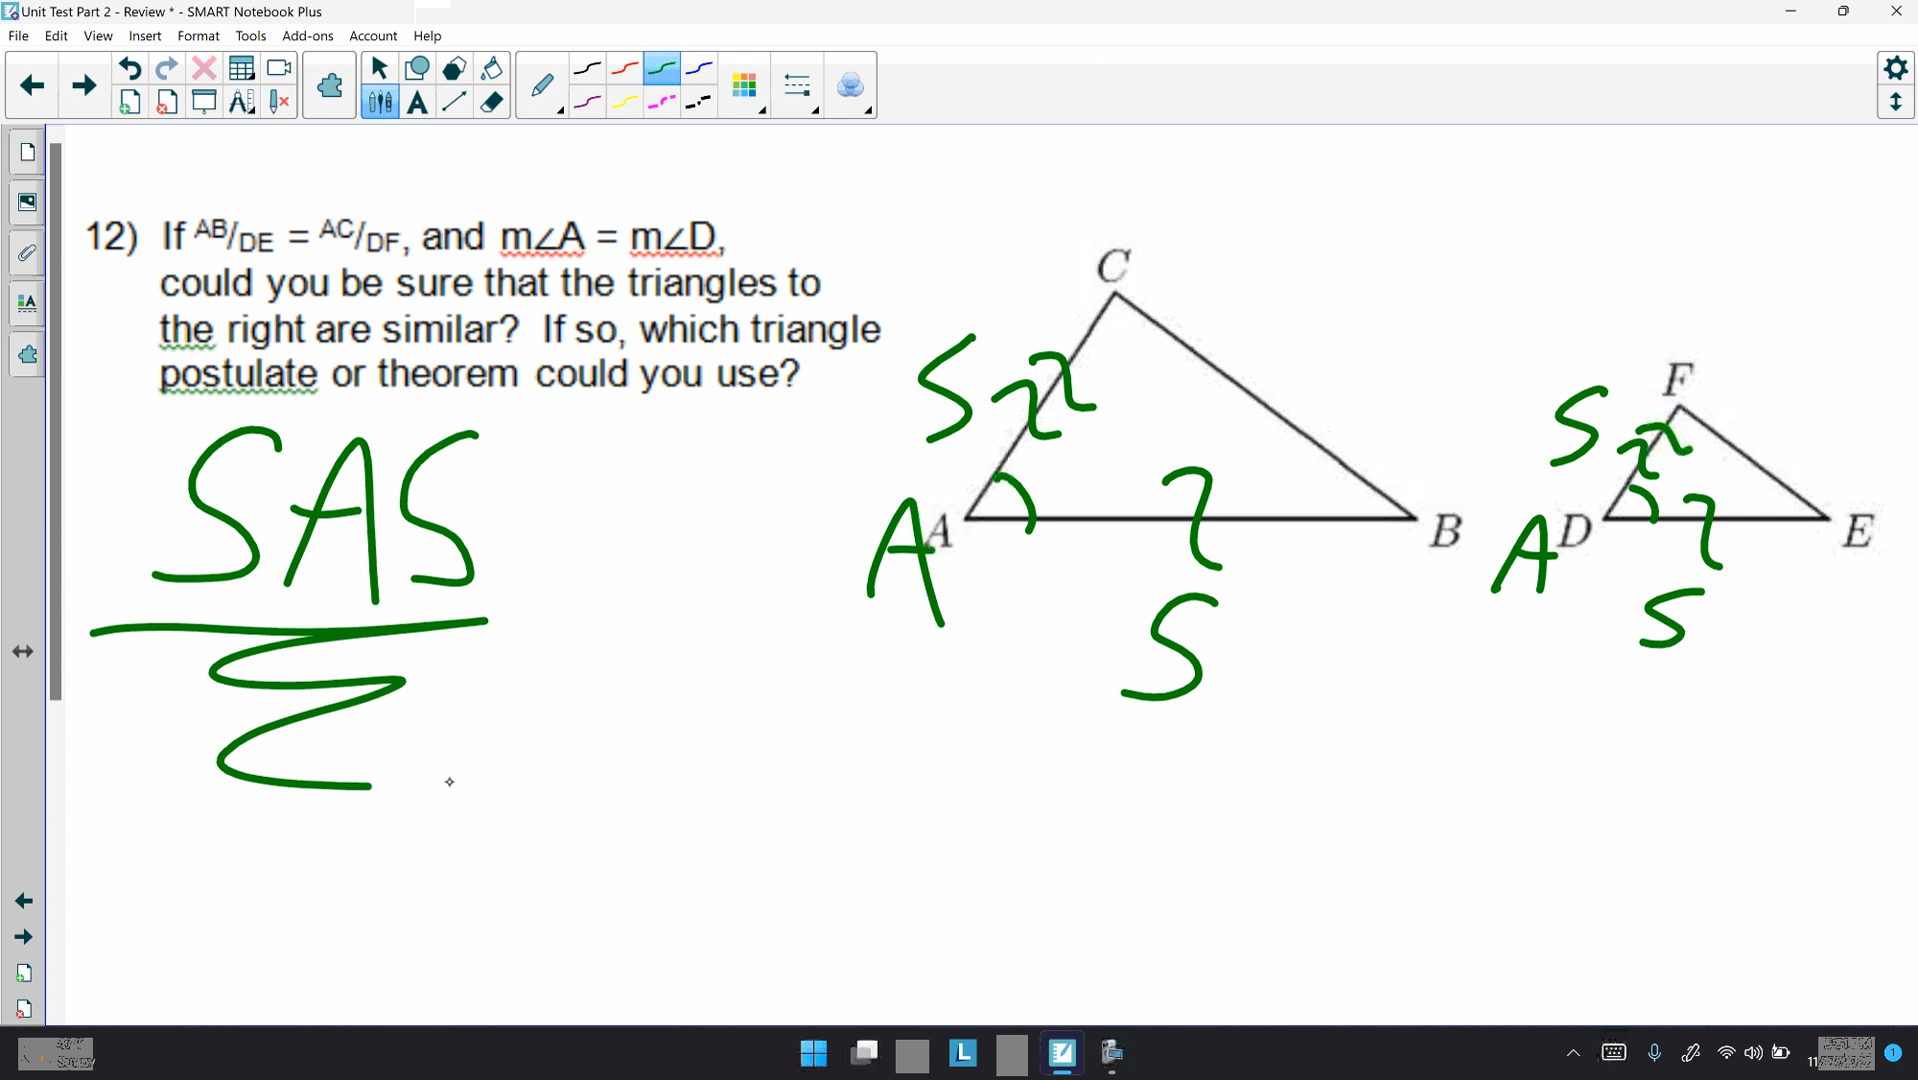 Unit Test Part 2 - Review * - SMART Notebook Plus
File Edit View Insert Format Tools Add-ons Account Help
12) If AB/DE = AC/DF, and m∠A = m∠D,
could you be sure that the triangles to
the right are similar? If so, which triangle
postulate or theorem could you use?
SAS
C
S
A
A
B
S
F
S
A
D
E
S
L
1